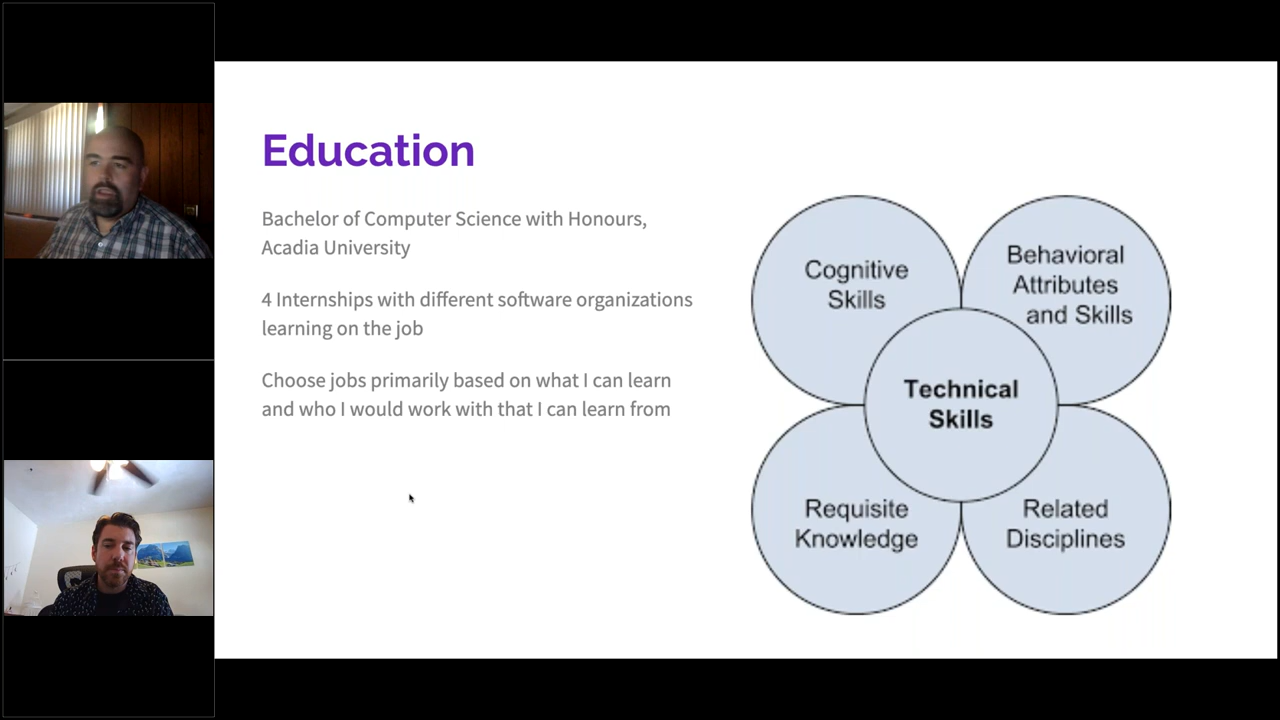 Education
Bachelor of Computer Science with Honours,
Acadia University
4 Internships with different software organizations
learning on the job
Choose jobs primarily based on what I can learn
and who I would work with that I can learn from
Cognitive
Skills
Behavioral
Attributes
and Skills
Technical
Skills
Requisite
Knowledge
Related
Disciplines